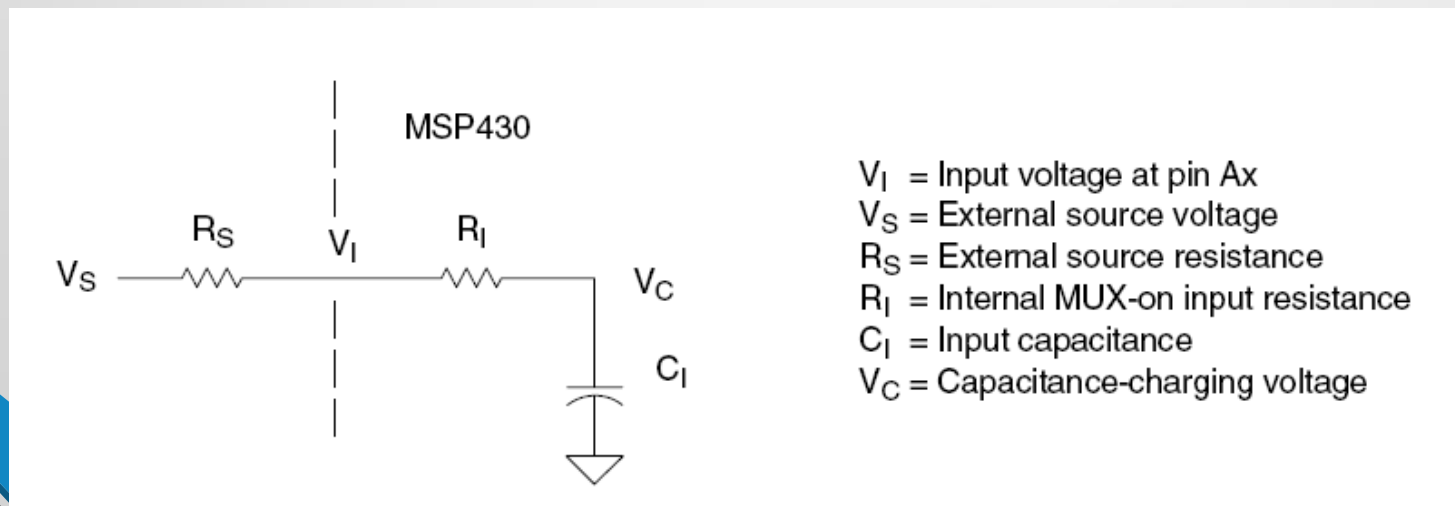 MSP430
RS
VI
RI
VS
VC
CI
VI = Input voltage at pin Ax
VS = External source voltage
RS = External source resistance
RI = Internal MUX-on input resistance
CI = Input capacitance
VC = Capacitance-charging voltage